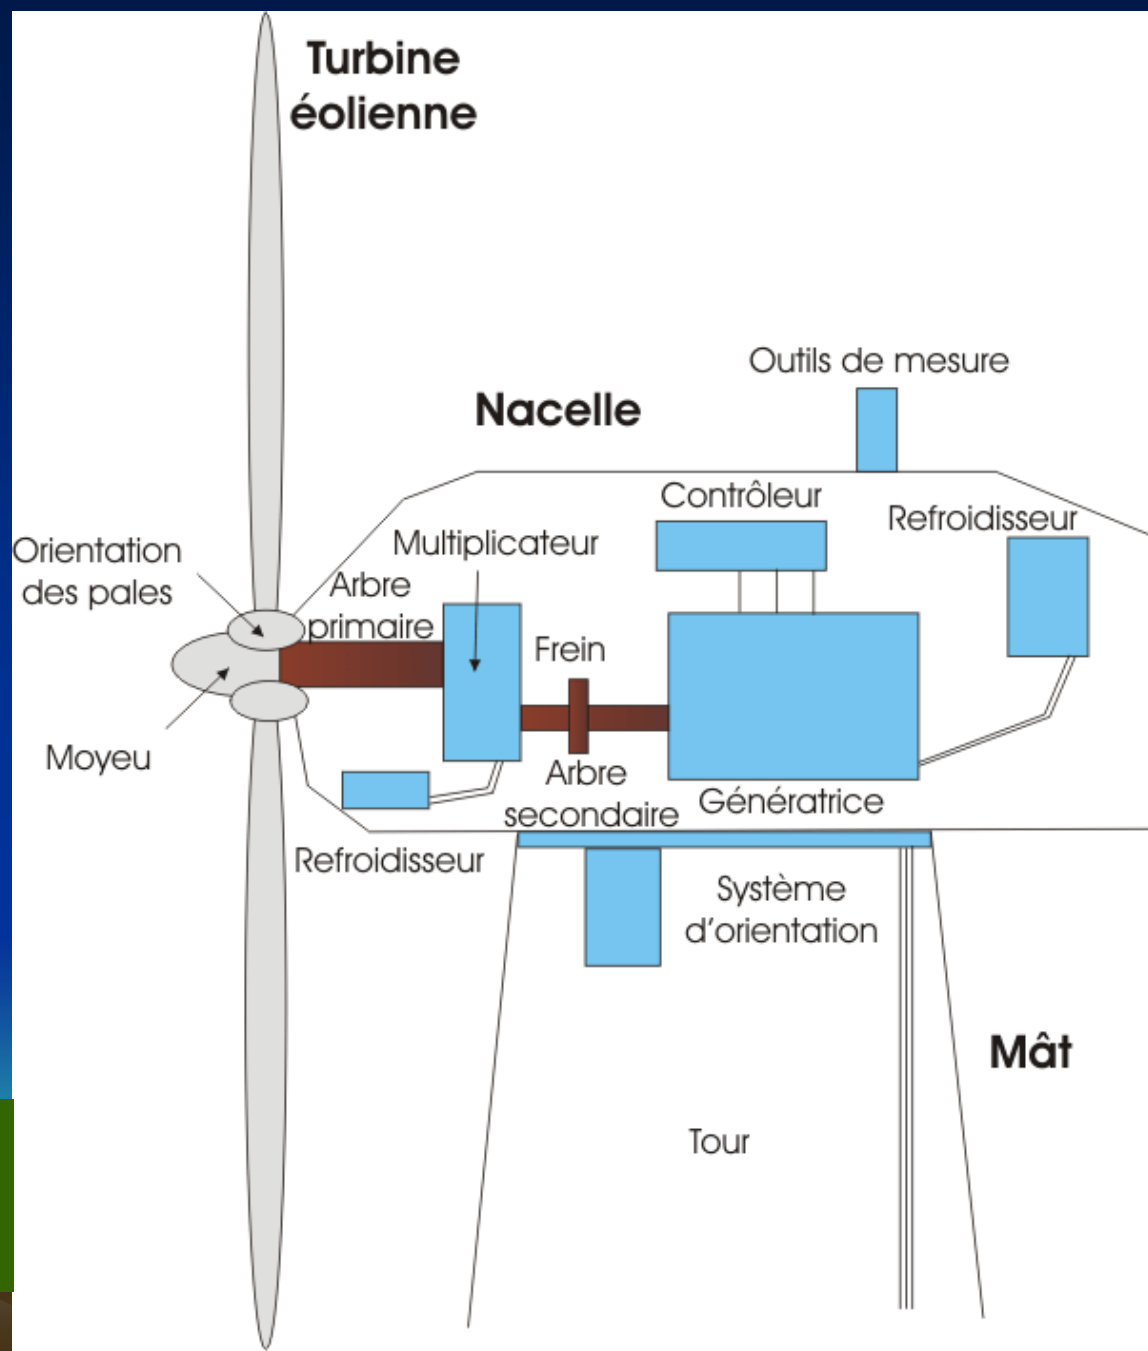 Turbine
éolienne
Outils de mesure
Nacelle
Contrôleur
Refroidisseur
Multiplicateur
Orientation
des pales
Arbre
primaire
Frein
Moyeu
Arbre
secondaire
Génératrice
Refroidisseur
Système
d'orientation
Mât
Tour